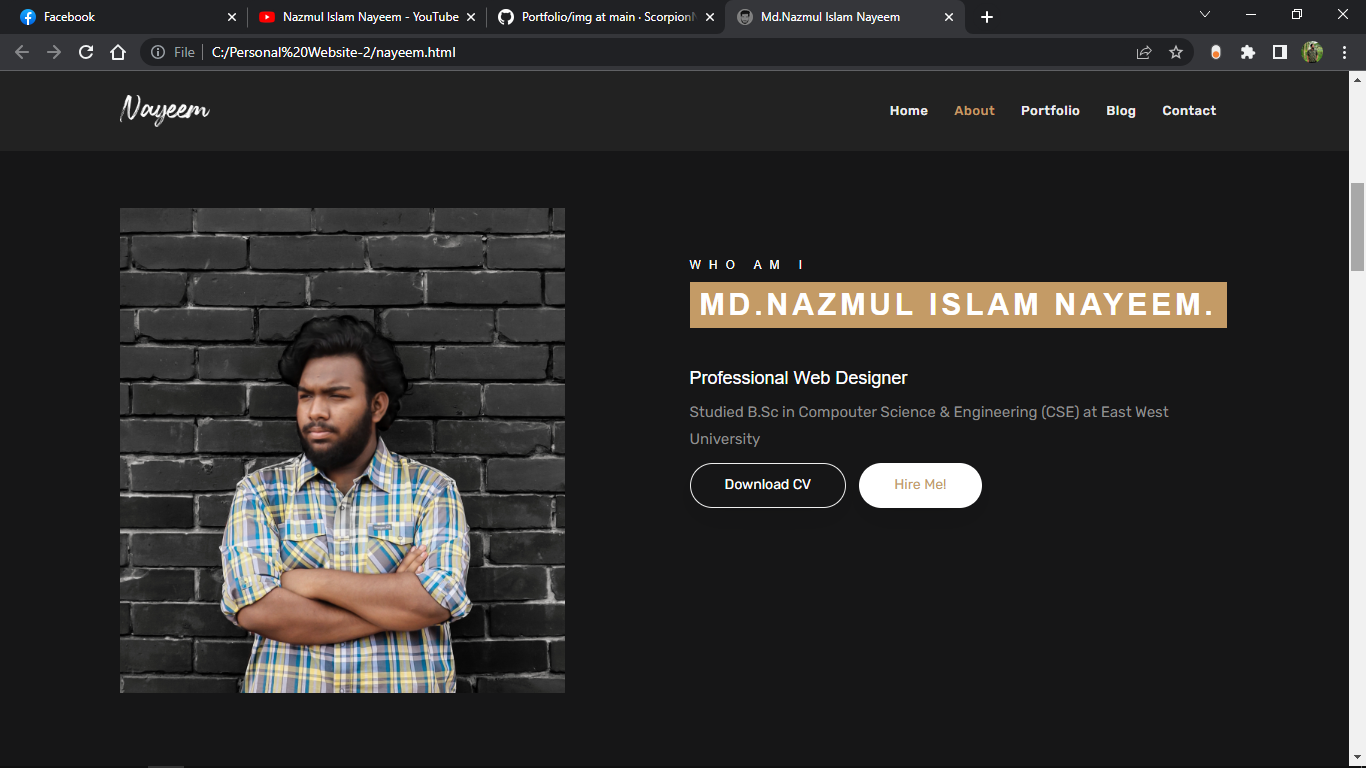 Facebook
Nazmul Islam Nayeem - YouTube
Portfolio/img at main · ScorpionN
Md.Nazmul Islam Nayeem
File
C:/Personal%20Website-2/nayeem.html
Nayeem
Home About Portfolio Blog Contact
WHO AM I
MD.NAZMUL ISLAM NAYEEM.
Professional Web Designer
Studied B.Sc in Compouter Science & Engineering (CSE) at East West
University
Download CV Hire Me!